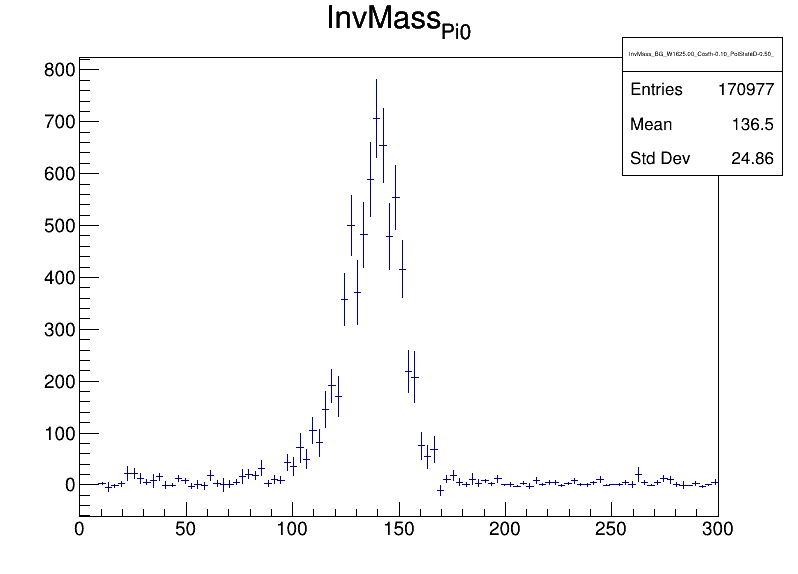 InvMass_Pi0
InvMass_BG_W1625.00_Costh-0.10_PolStateD-0.50_
Entries 170977
Mean 136.5
Std Dev 24.86
800
700
600
500
400
300
200
100
0
0 50 100 150 200 250 300